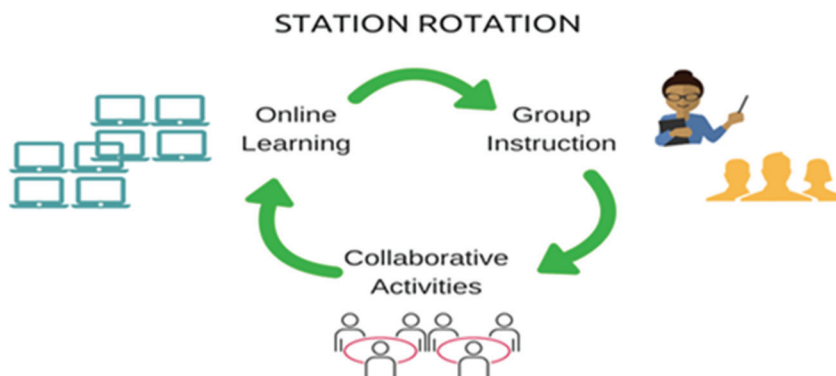 STATION ROTATION
Online
Learning
Group
Instruction
Collaborative
Activities